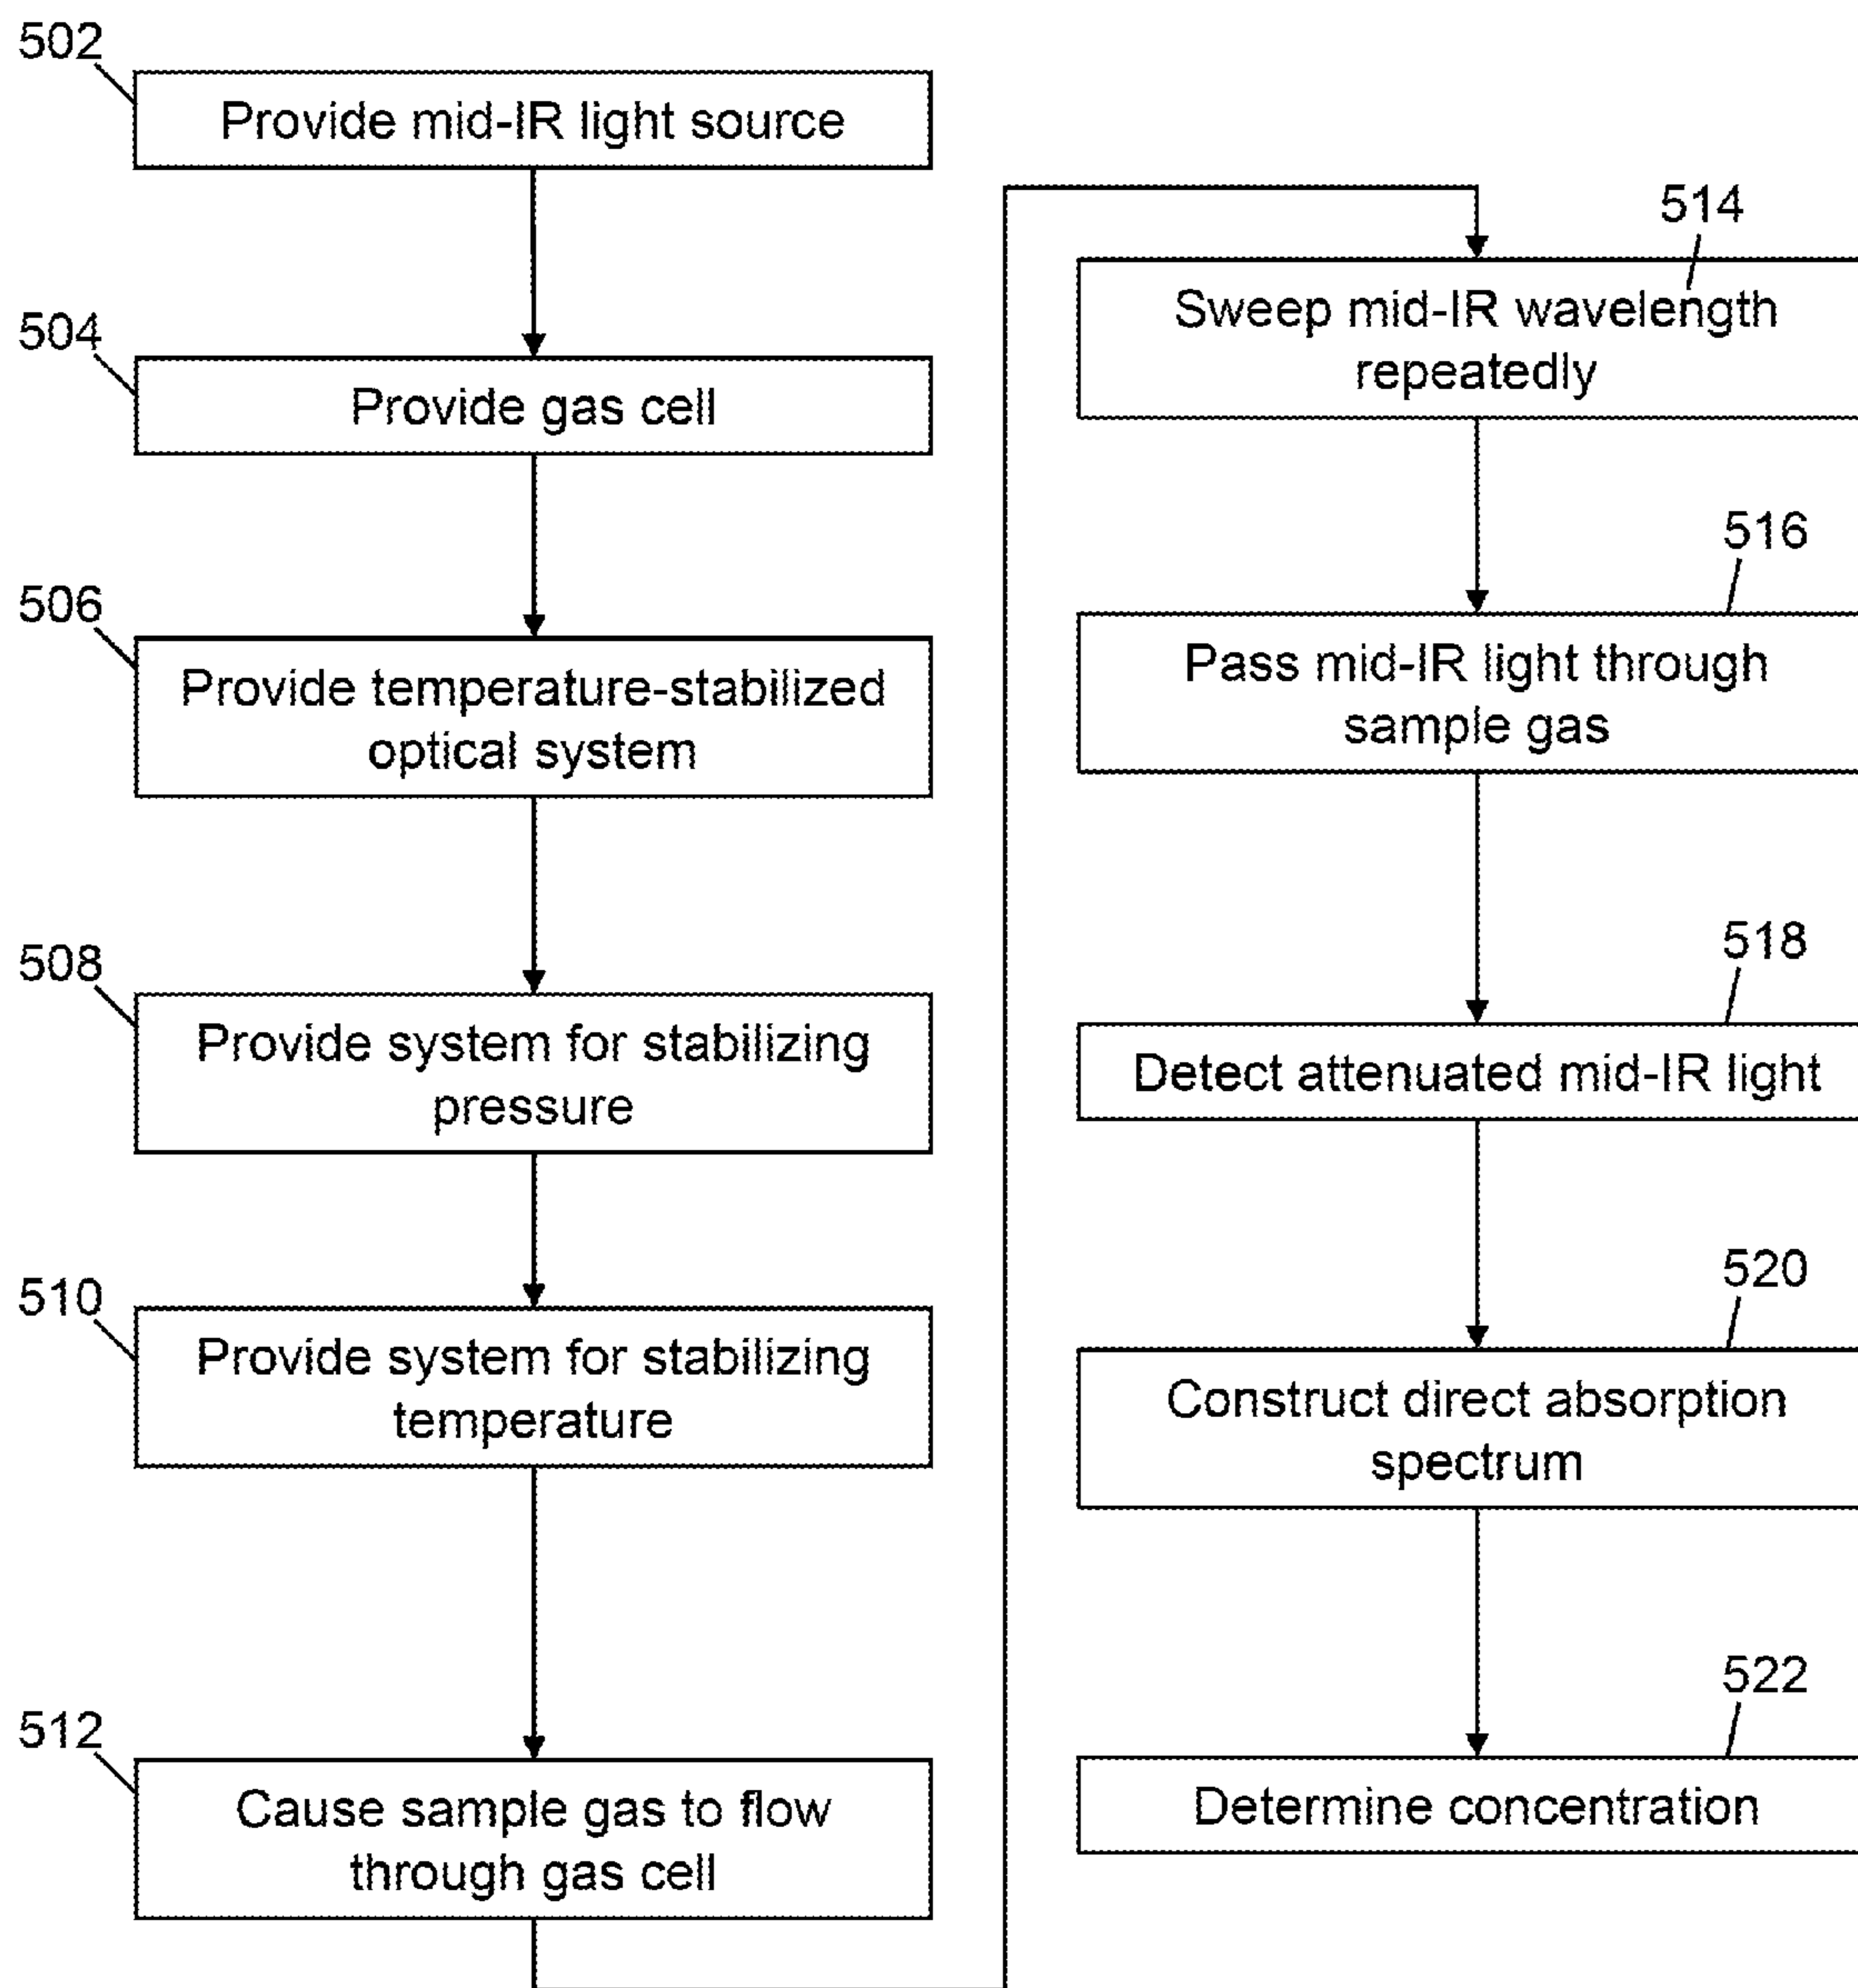 502
Provide mid-IR light source
504
Provide gas cell
506
Provide temperature-stabilized
optical system
508
Provide system for stabilizing
pressure
510
Provide system for stabilizing
temperature
512
Cause sample gas to flow
through gas cell
514
Sweep mid-IR wavelength
repeatedly
516
Pass mid-IR light through
sample gas
518
Detect attenuated mid-IR light
520
Construct direct absorption
spectrum
522
Determine concentration